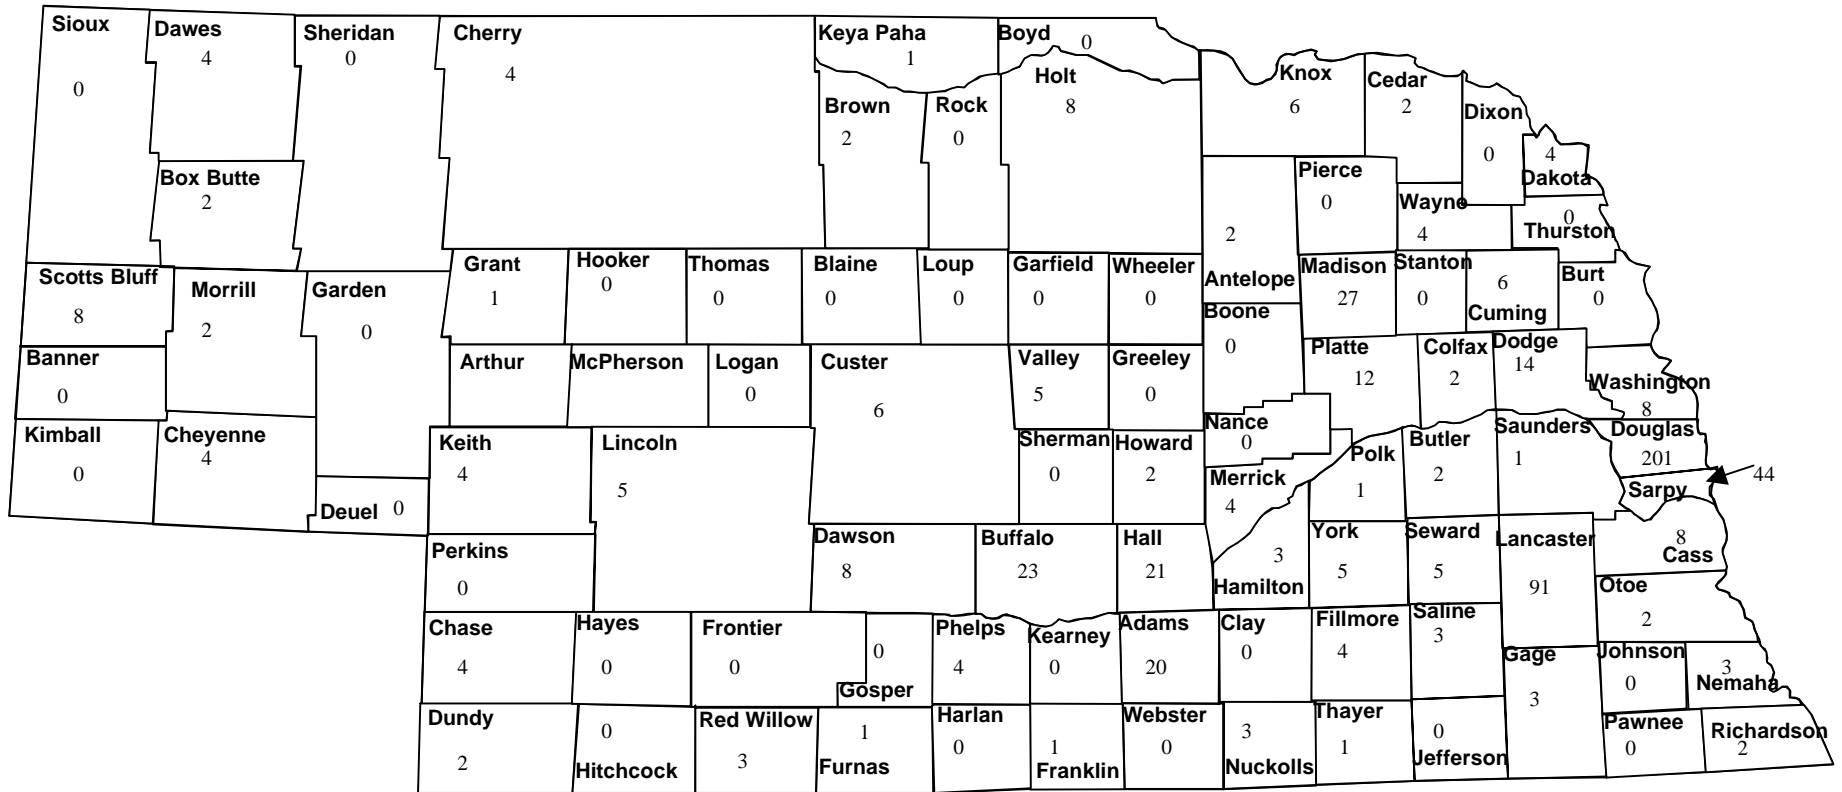 Sioux
0
Dawes
4
Sheridan
0
Cherry
4
Keya Paha
1
Boyd
0
Brown
2
Rock
0
Holt
8
Knox
6
Cedar
2
Dixon
0
4
Dakota
Box Butte
2
2
Antelope
Pierce
0
Wayne
4
0
Thurston
Scotts Bluff
8
Morrill
2
Garden
0
Grant
1
Hooker
0
Thomas
0
Blaine
0
Loup
0
Garfield
0
Wheeler
0
Madison
27
Stanton
0
6
Cuming
Burt
0
Banner
0
Arthur
McPherson
Logan
0
Custer
6
Valley
5
Greeley
0
Boone
0
Platte
12
Colfax
2
Dodge
14
Washington
8
Kimball
0
Cheyenne
4
Deuel 0
Keith
4
Lincoln
5
Sherman
0
Howard
2
Nance
0
Merrick
4
Polk
1
Butler
2
Saunders
1
Douglas
201
Sarpy
44
Perkins
0
Dawson
8
Buffalo
23
Hall
21
3
Hamilton
York
5
Seward
5
Lancaster
91
8
Cass
Otoe
2
Chase
4
Hayes
0
Frontier
0
0
Gosper
Phelps
4
Kearney
0
Adams
20
Clay
0
Fillmore
4
Saline
3
Gage
3
Johnson
0
3
Nemaha
Dundy
2
0
Hitchcock
Red Willow
3
1
Furnas
Harlan
0
1
Franklin
Webster
0
3
Nuckolls
Thayer
1
0
Jefferson
Pawnee
0
Richardson
2